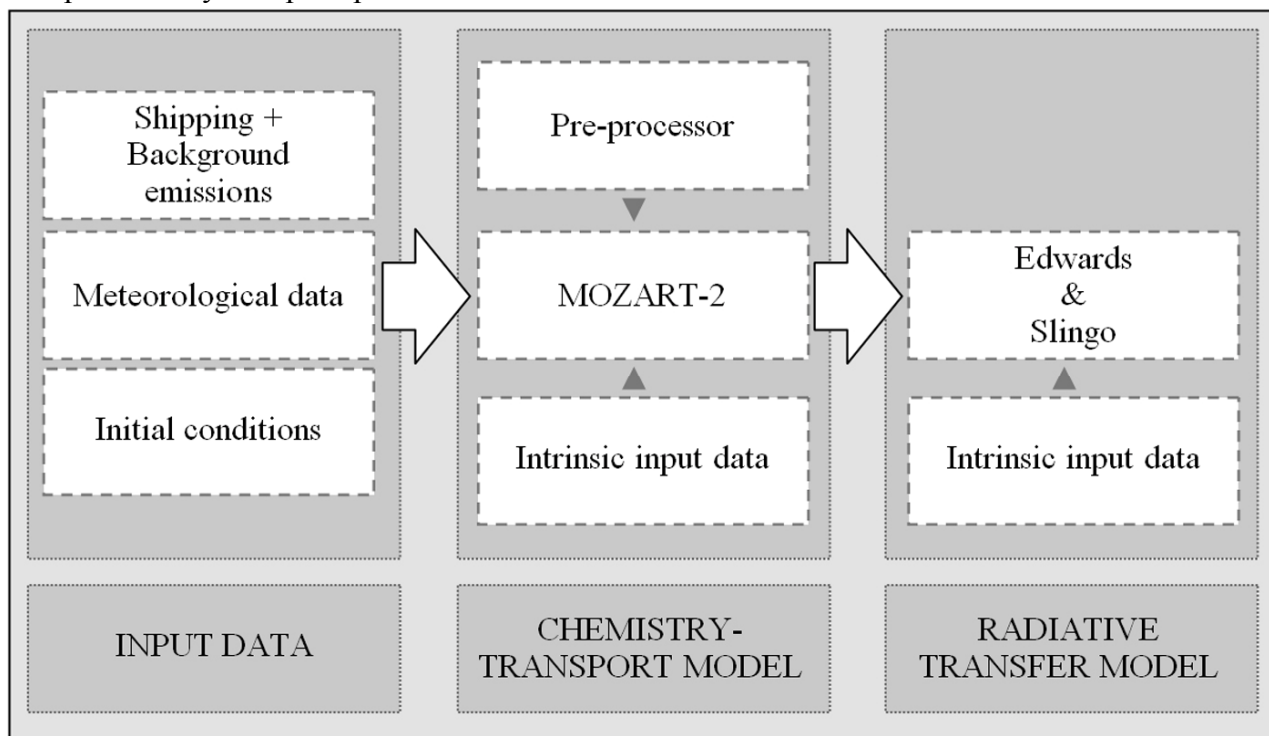 Shipping +
Background
emissions
Meteorological data
Initial conditions
INPUT DATA
Pre-processor
MOZART-2
Intrinsic input data
CHEMISTRY-
TRANSPORT MODEL
Edwards
&
Slingo
Intrinsic input data
RADIATIVE
TRANSFER MODEL